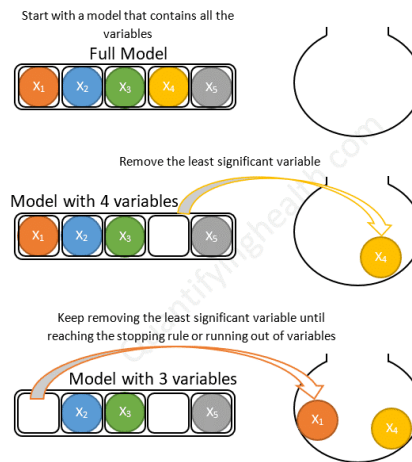 Start with a model that contains all the
variables
Full Model
X₁ X₂ X₃ X₄ X₅
Remove the least significant variable
Model with 4 variables
X₁ X₂ X₃ X₅
X₄
Keep removing the least significant variable until
reaching the stopping rule or running out of variables
Model with 3 variables
X₂ X₃ X₅
X₁ X₄
quantifyinghealth.com